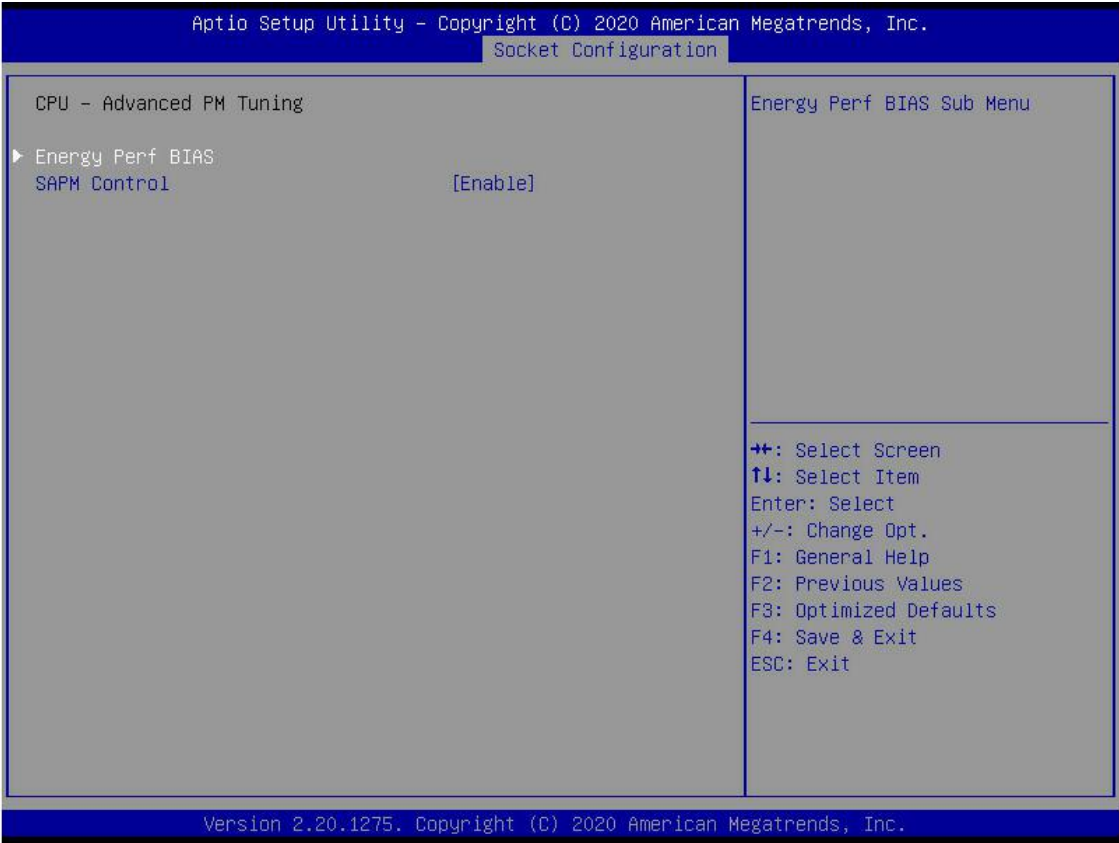 Aptio Setup Utility – Copyright (C) 2020 American Megatrends, Inc.
Socket Configuration
CPU – Advanced PM Tuning
Energy Perf BIAS
SAPM Control [Enable]
Energy Perf BIAS Sub Menu
→←: Select Screen
↑↓: Select Item
Enter: Select
+/-: Change Opt.
F1: General Help
F2: Previous Values
F3: Optimized Defaults
F4: Save & Exit
ESC: Exit
Version 2.20.1275. Copyright (C) 2020 American Megatrends, Inc.